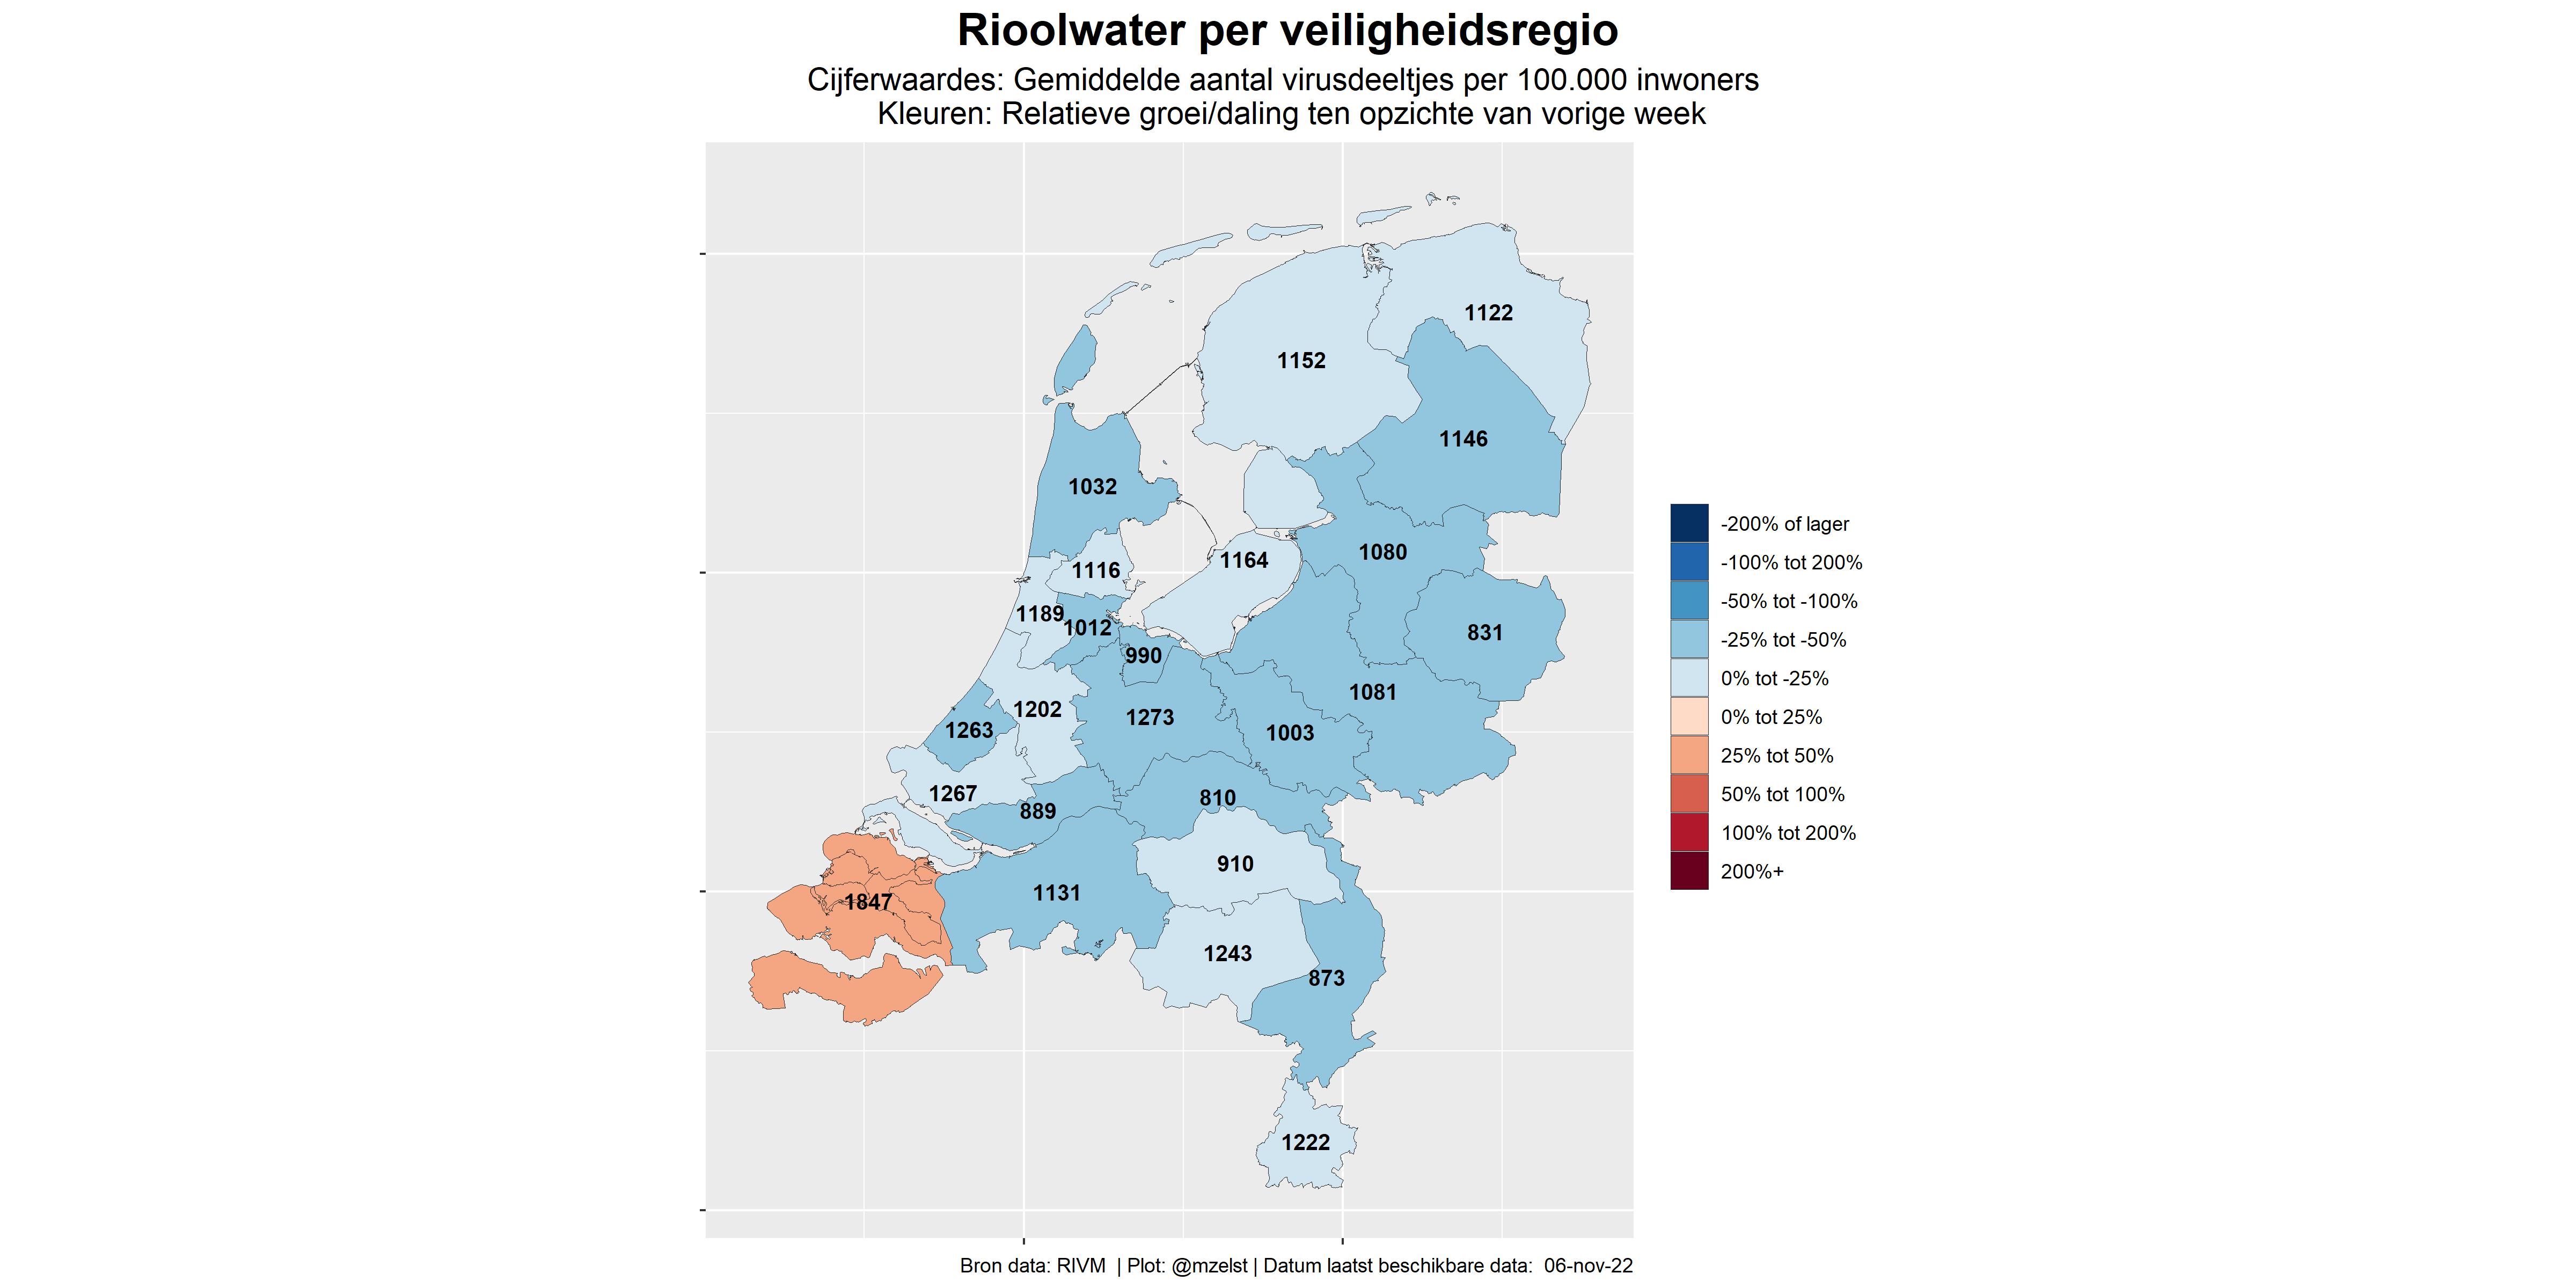 Rioolwater per veiligheidsregio
Cijferwaardes: Gemiddelde aantal virusdeeltjes per 100.000 inwoners
Kleuren: Relatieve groei/daling ten opzichte van vorige week
1122
1152
1146
1032
1080
1164
1116
1189
1012
831
990
1081
1202
1273
1263
1003
1267
810
889
910
1131
1847
1243
873
1222
-200% of lager
-100% tot 200%
-50% tot -100%
-25% tot -50%
0% tot -25%
0% tot 25%
25% tot 50%
50% tot 100%
100% tot 200%
200%+
Bron data: RIVM | Plot: @mzelst | Datum laatst beschikbare data: 06-nov-22